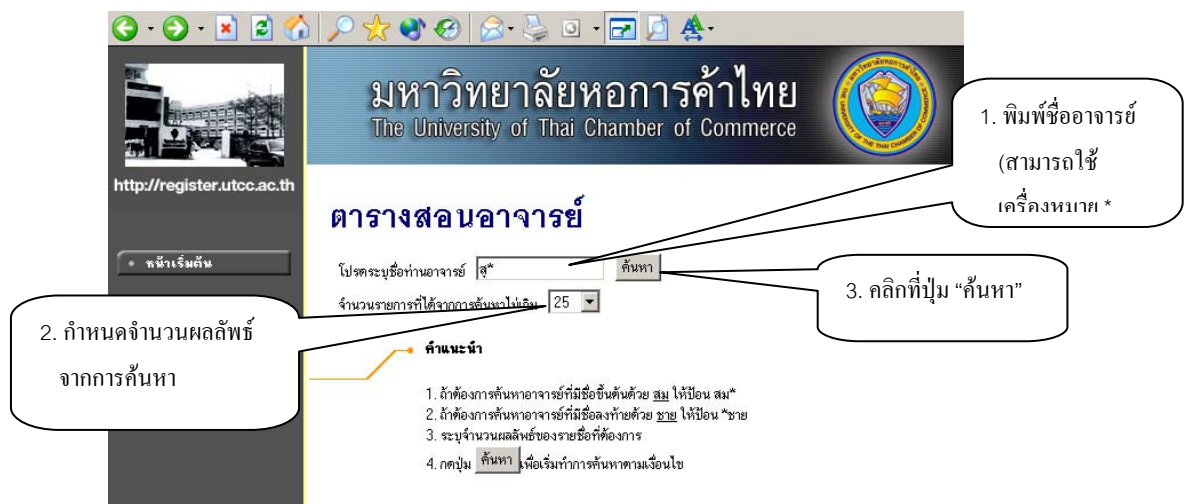 มหาวิทยาลัยหอการค้าไทย
The University of Thai Chamber of Commerce
http://register.utcc.ac.th
หน้าเริ่มต้น
ตารางสอนอาจารย์
โปรดระบุชื่อท่านอาจารย์ สุ* ค้นหา
จำนวนรายการที่ได้จากการค้นหาไม่เกิน 25
คำแนะนำ
1. ถ้าต้องการค้นหาอาจารย์ที่มีชื่อขึ้นต้นด้วย สม ให้ป้อน สม*
2. ถ้าต้องการค้นหาอาจารย์ที่มีชื่อลงท้ายด้วย ชาย ให้ป้อน *ชาย
3. ระบุจำนวนผลลัพธ์ของรายชื่อที่ต้องการ
4. กดปุ่ม ค้นหา เพื่อเริ่มทำการค้นหาตามเงื่อนไข
1. พิมพ์ชื่ออาจารย์
(สามารถใช้
เครื่องหมาย *
2. กำหนดจำนวนผลลัพธ์
จากการค้นหา
3. คลิกที่ปุ่ม “ค้นหา”